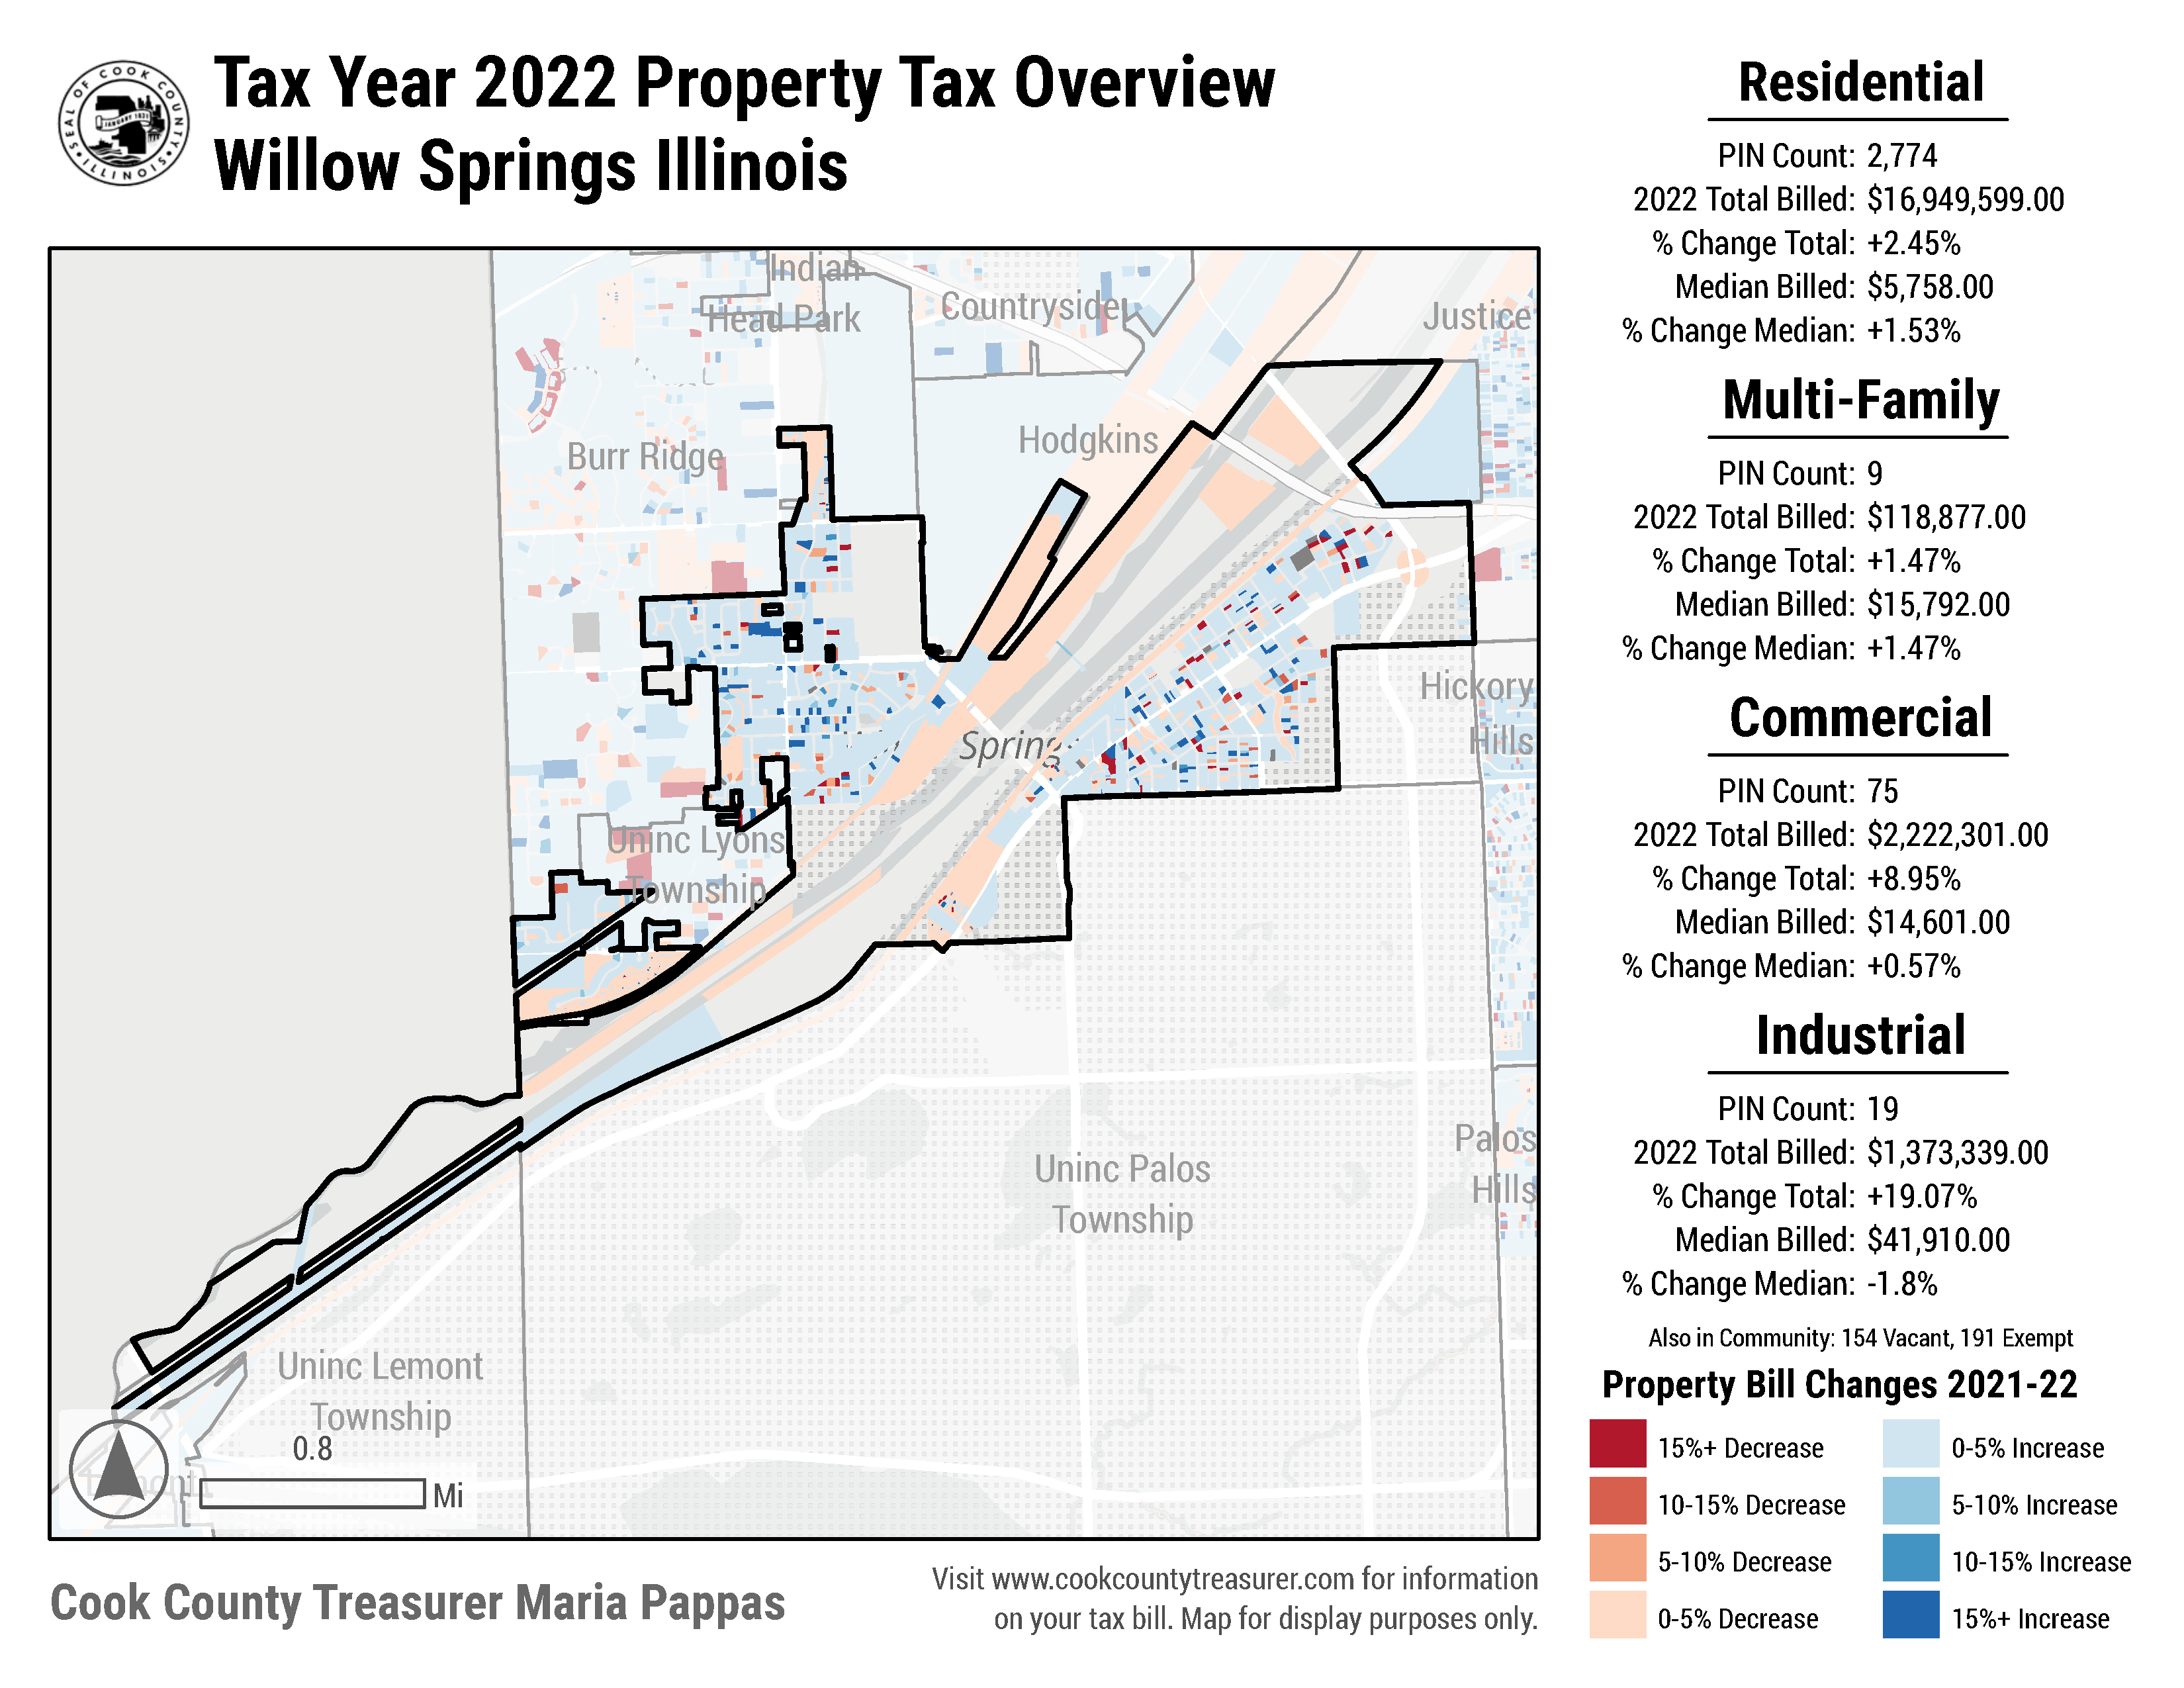 SEAL OF COOK COUNTY • ILLINOIS •
JANUARY 1831
Tax Year 2022 Property Tax Overview
Willow Springs Illinois
Indian
Head Park
Countryside
Justice
Burr Ridge
Hodgkins
Hickory
Hills
Spring
Uninc Lyons
Township
Palos
Hills
Uninc Palos
Township
Uninc Lemont
Township
0.8
Mi
Cook County Treasurer Maria Pappas
Visit www.cookcountytreasurer.com for information
on your tax bill. Map for display purposes only.
Residential
PIN Count: 2,774
2022 Total Billed: $16,949,599.00
% Change Total: +2.45%
Median Billed: $5,758.00
% Change Median: +1.53%
Multi-Family
PIN Count: 9
2022 Total Billed: $118,877.00
% Change Total: +1.47%
Median Billed: $15,792.00
% Change Median: +1.47%
Commercial
PIN Count: 75
2022 Total Billed: $2,222,301.00
% Change Total: +8.95%
Median Billed: $14,601.00
% Change Median: +0.57%
Industrial
PIN Count: 19
2022 Total Billed: $1,373,339.00
% Change Total: +19.07%
Median Billed: $41,910.00
% Change Median: -1.8%
Also in Community: 154 Vacant, 191 Exempt
Property Bill Changes 2021-22
15%+ Decrease
10-15% Decrease
5-10% Decrease
0-5% Decrease
0-5% Increase
5-10% Increase
10-15% Increase
15%+ Increase